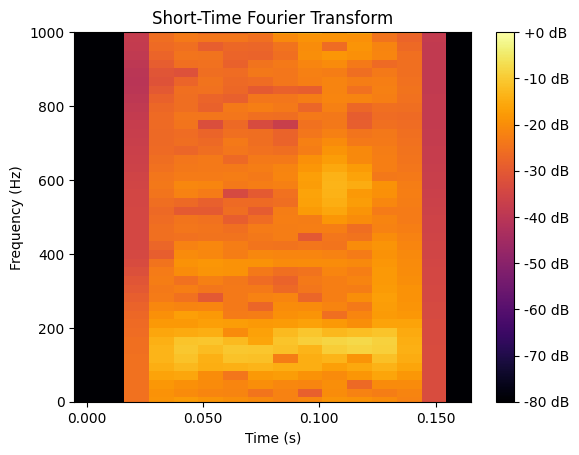 Short-Time Fourier Transform
1000
800
600
400
200
0
Frequency (Hz)
0.000
0.050
0.100
0.150
Time (s)
+0 dB
-10 dB
-20 dB
-30 dB
-40 dB
-50 dB
-60 dB
-70 dB
-80 dB